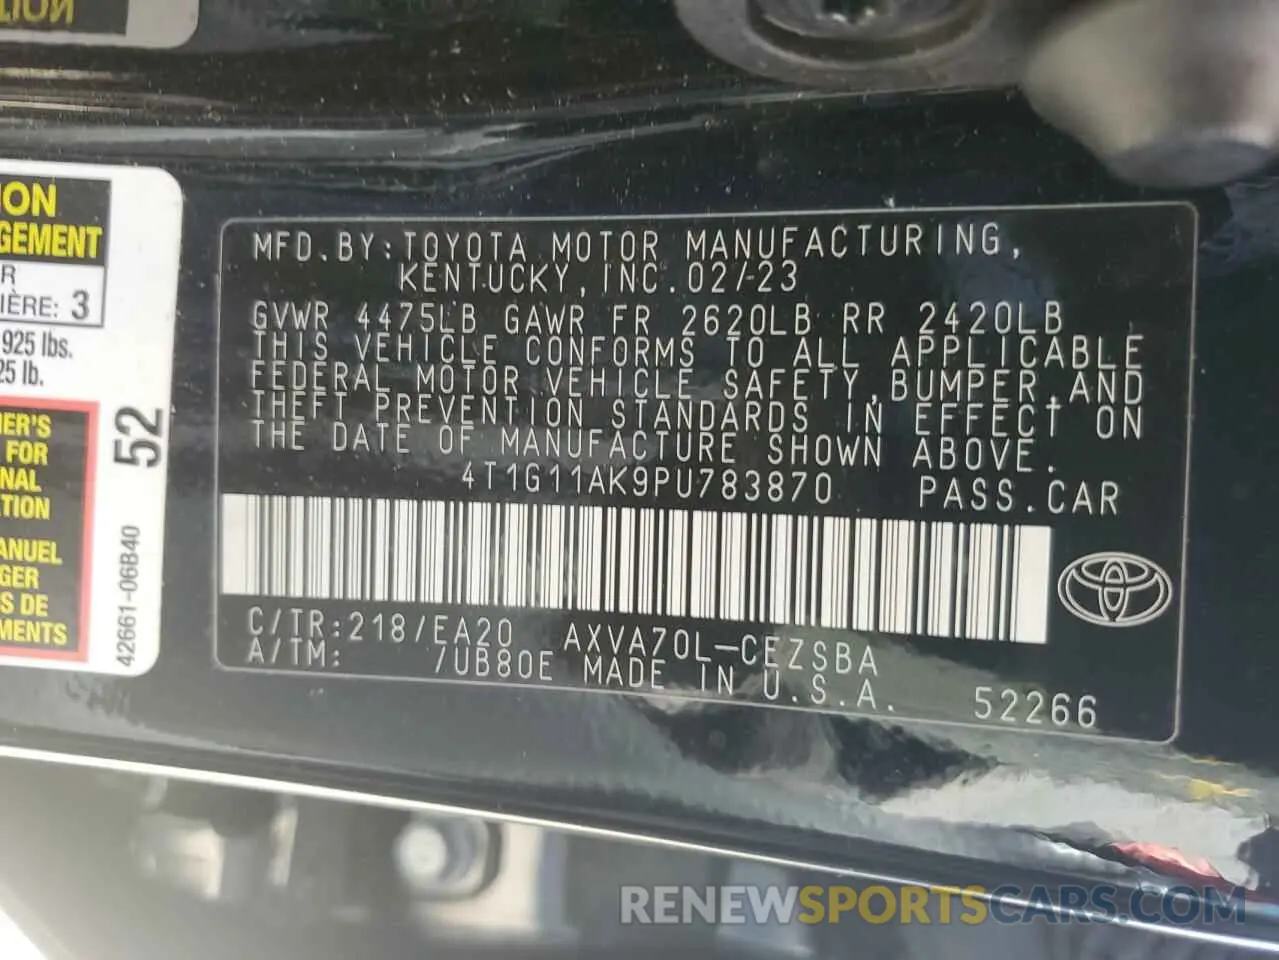 ION
GEMENT
R
IÈRE: 3
925 lbs.
25 lb.
NER'S
FOR
NAL
TION
ANUEL
GER
S DE
MENTS
52
42661-06B40
MFD.BY:TOYOTA MOTOR MANUFACTURING,
KENTUCKY,INC.02/23
GVWR 4475LB GAWR FR 2620LB RR 2420LB
THIS VEHICLE CONFORMS TO ALL APPLICABLE
FEDERAL MOTOR VEHICLE SAFETY,BUMPER,AND
THEFT PREVENTION STANDARDS IN EFFECT ON
THE DATE OF MANUFACTURE SHOWN ABOVE.
4T1G11AK9PU783870 PASS.CAR
C/TR:218/EA20 AXVA70L-CEZSBA
A/TM: /UB80E MADE IN U.S.A.
52266
RENEWSPORTSCARS.COM